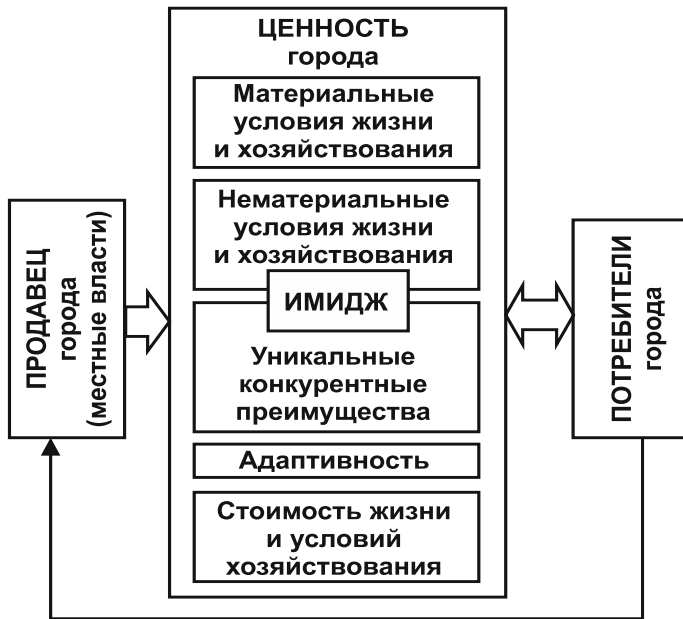 ЦЕННОСТЬ
города
Материальные
условия жизни
и хозяйствования
Нематериальные
условия жизни
и хозяйствования
ИМИДЖ
Уникальные
конкурентные
преимущества
Адаптивность
Стоимость жизни
и условий
хозяйствования
ПРОДАВЕЦ
города
(местные власти)
ПОТРЕБИТЕЛИ
города